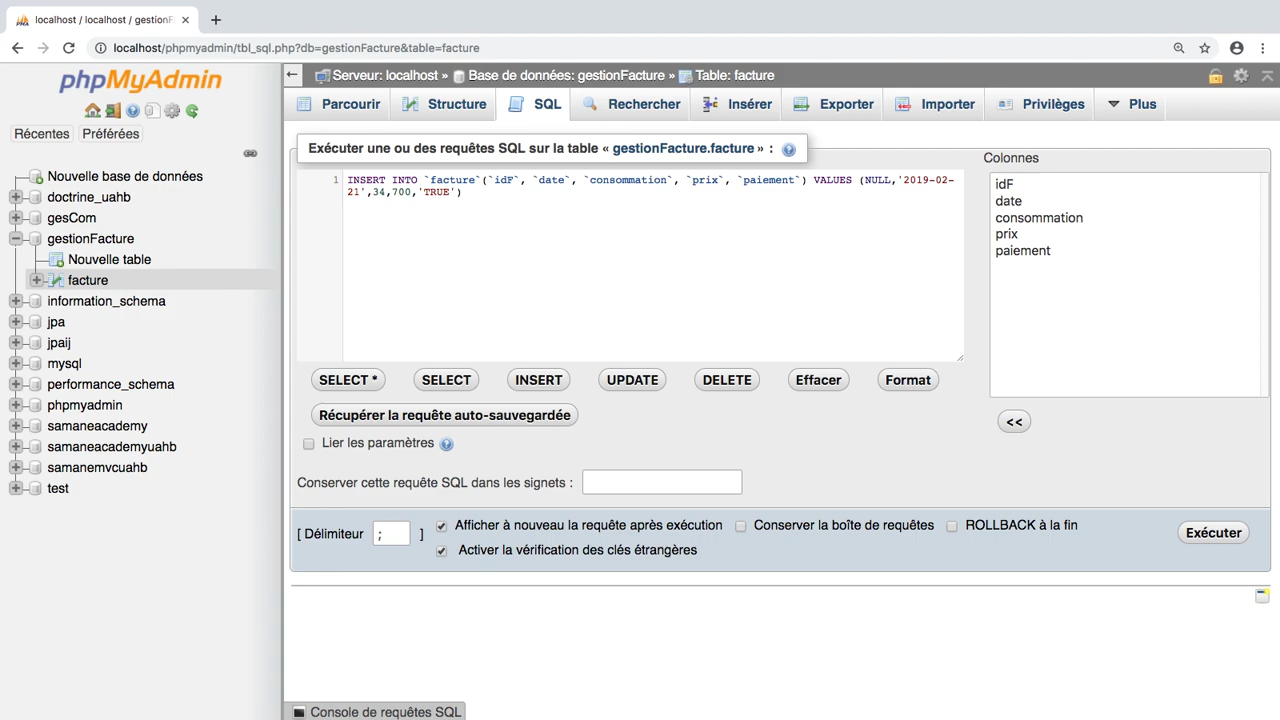 localhost / localhost / gestionF
localhost/phpmyadmin/tbl_sql.php?db=gestionFacture&table=facture
phpMyAdmin
Récentes Préférées
Nouvelle base de données
doctrine_uahb
gesCom
gestionFacture
Nouvelle table
facture
information_schema
jpa
jpaij
mysql
performance_schema
phpmyadmin
samaneacademy
samaneacademyuahb
samanemvcuahb
test
Serveur: localhost » Base de données: gestionFacture » Table: facture
Parcourir Structure SQL Rechercher Insérer Exporter Importer Privilèges Plus
Exécuter une ou des requêtes SQL sur la table « gestionFacture.facture » :
1 INSERT INTO `facture`(`idF`, `date`, `consommation`, `prix`, `paiement`) VALUES (NULL,'2019-02-
21',34,700,'TRUE')
Colonnes
idF
date
consommation
prix
paiement
SELECT * SELECT INSERT UPDATE DELETE Effacer Format
Récupérer la requête auto-sauvegardée
<<
Lier les paramètres
Conserver cette requête SQL dans les signets :
[ Délimiteur ; ] Afficher à nouveau la requête après exécution Conserver la boîte de requêtes ROLLBACK à la fin
Activer la vérification des clés étrangères
Exécuter
Console de requêtes SQL